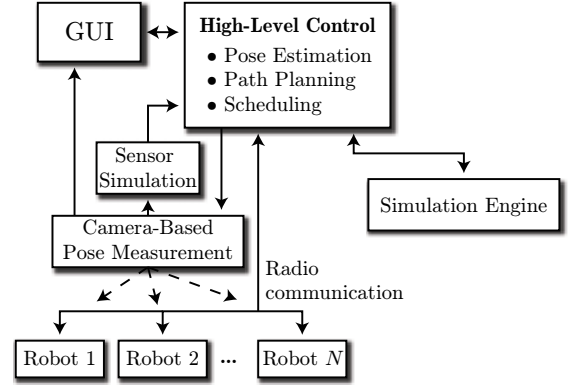 GUI
High-Level Control
• Pose Estimation
• Path Planning
• Scheduling
Sensor
Simulation
Simulation Engine
Camera-Based
Pose Measurement
Radio
communication
Robot 1
Robot 2
...
Robot N